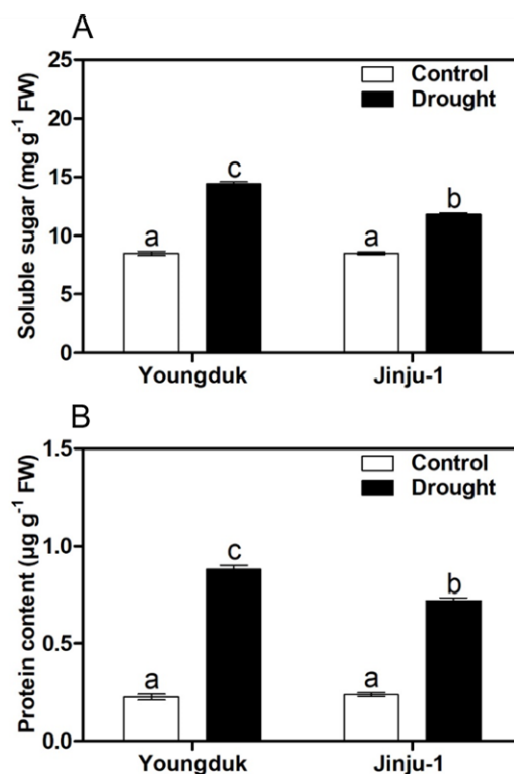 A
Soluble sugar (mg g⁻¹ FW)
25
20
15
10
5
0
Control
Drought
a
c
a
b
Youngduk
Jinju-1
B
Protein content (µg g⁻¹ FW)
1.5
1.0
0.5
0.0
Control
Drought
a
c
a
b
Youngduk
Jinju-1